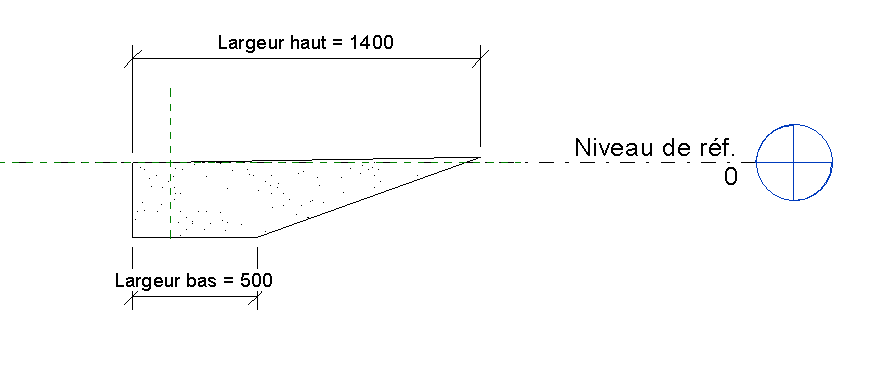 Largeur haut = 1400
Niveau de réf.
0
Largeur bas = 500